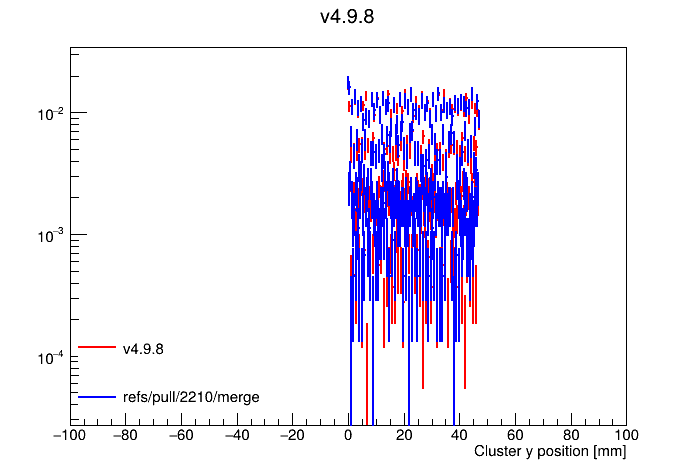 v4.9.8
10−2
10−3
10−4
v4.9.8
refs/pull/2210/merge
−100 −80 −60 −40 −20 0 20 40 60 80 100
Cluster y position [mm]